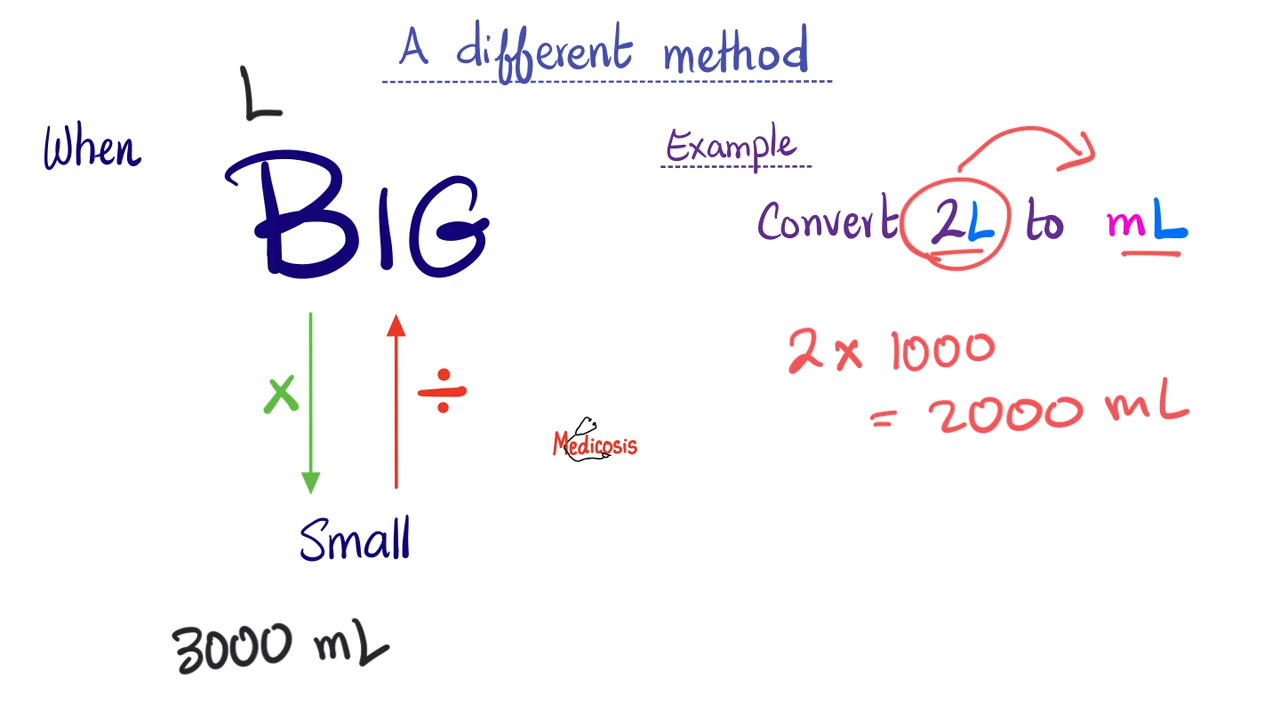 A different method
L
When
BIG
x ÷
Small
3000 mL
Medicosis
Example
Convert 2L to mL
2 x 1000
= 2000 mL